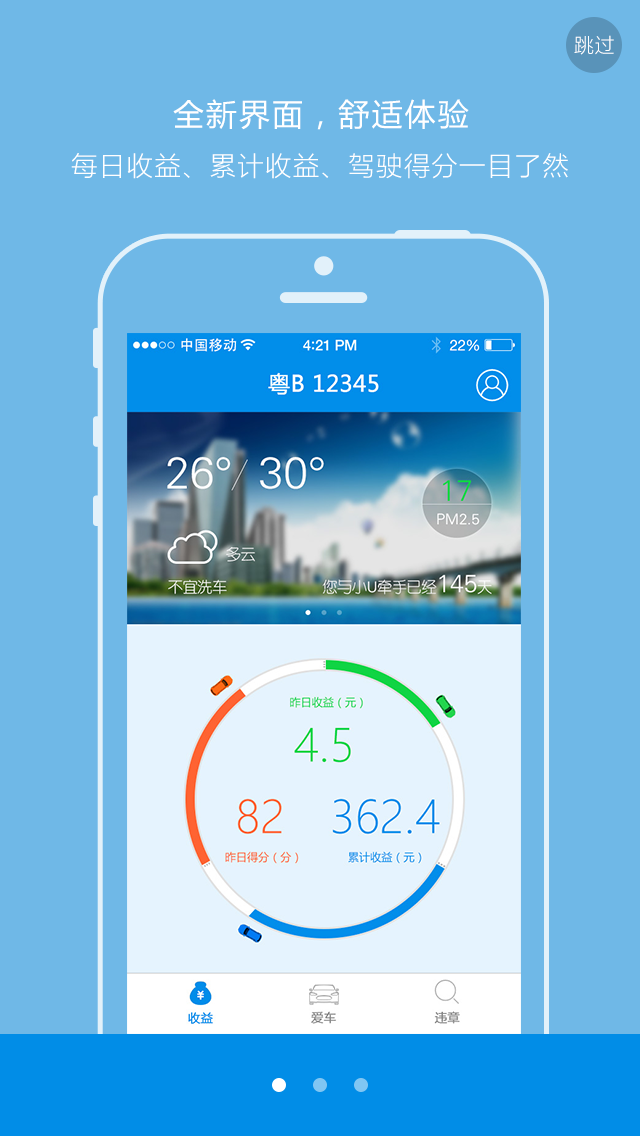 跳过
全新界面，舒适体验
每日收益、累计收益、驾驶得分一目了然
中国移动 4:21 PM 22%
粤B 12345
26°/ 30°
17
PM2.5
多云
不宜洗车 您与小U牵手已经145天
昨日收益（元）
4.5
82 362.4
昨日得分（分） 累计收益（元）
¥
收益 爱车 违章